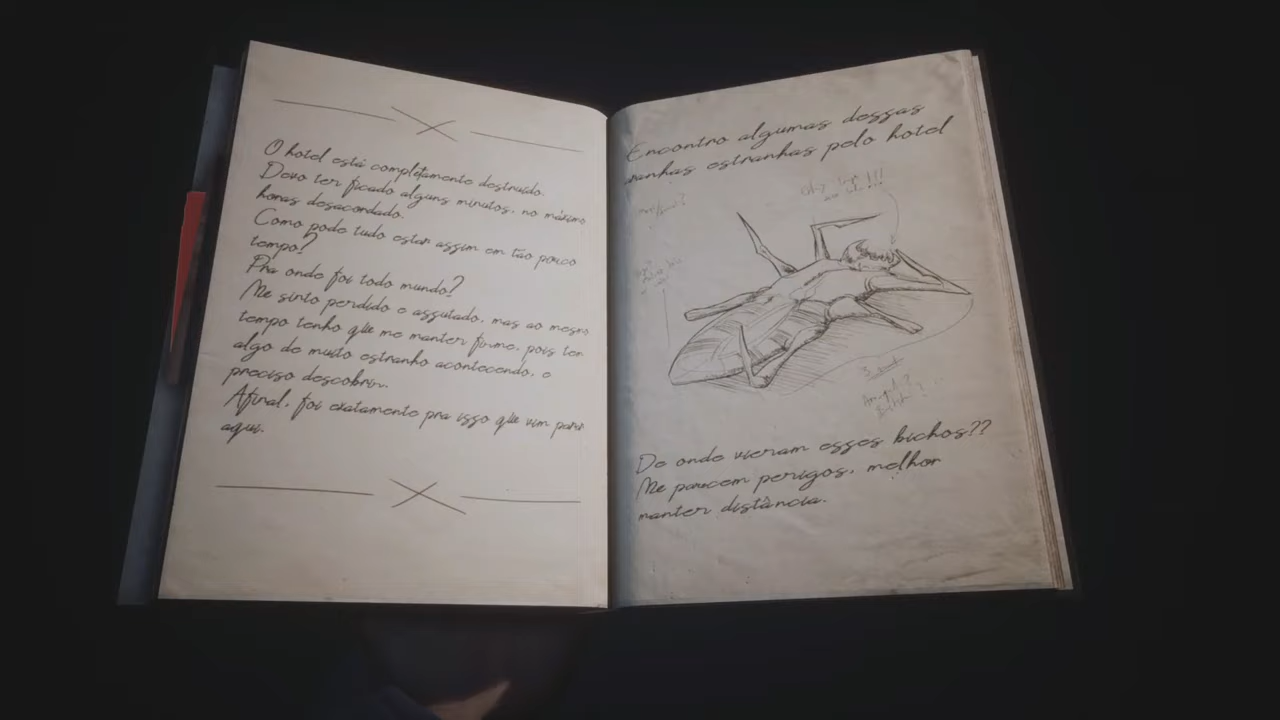 O hotel está completamente destruído.
Devo ter ficado alguns minutos, no máximo
horas desacordado.
Como pode tudo estar assim em tão pouco
tempo?
Pra onde foi todo mundo?
Me sinto perdido e assutado, mas ao mesmo
tempo tenho que me manter firme, pois tem
algo de muito estranho acontecendo, e
preciso descobrir.
Afinal, foi exatamente pra isso que vim parar
aqui.
Encontro algumas dessas
aranhas estranhas pelo hotel
De onde vieram esses bichos??
Me parecem perigos, melhor
manter distância.